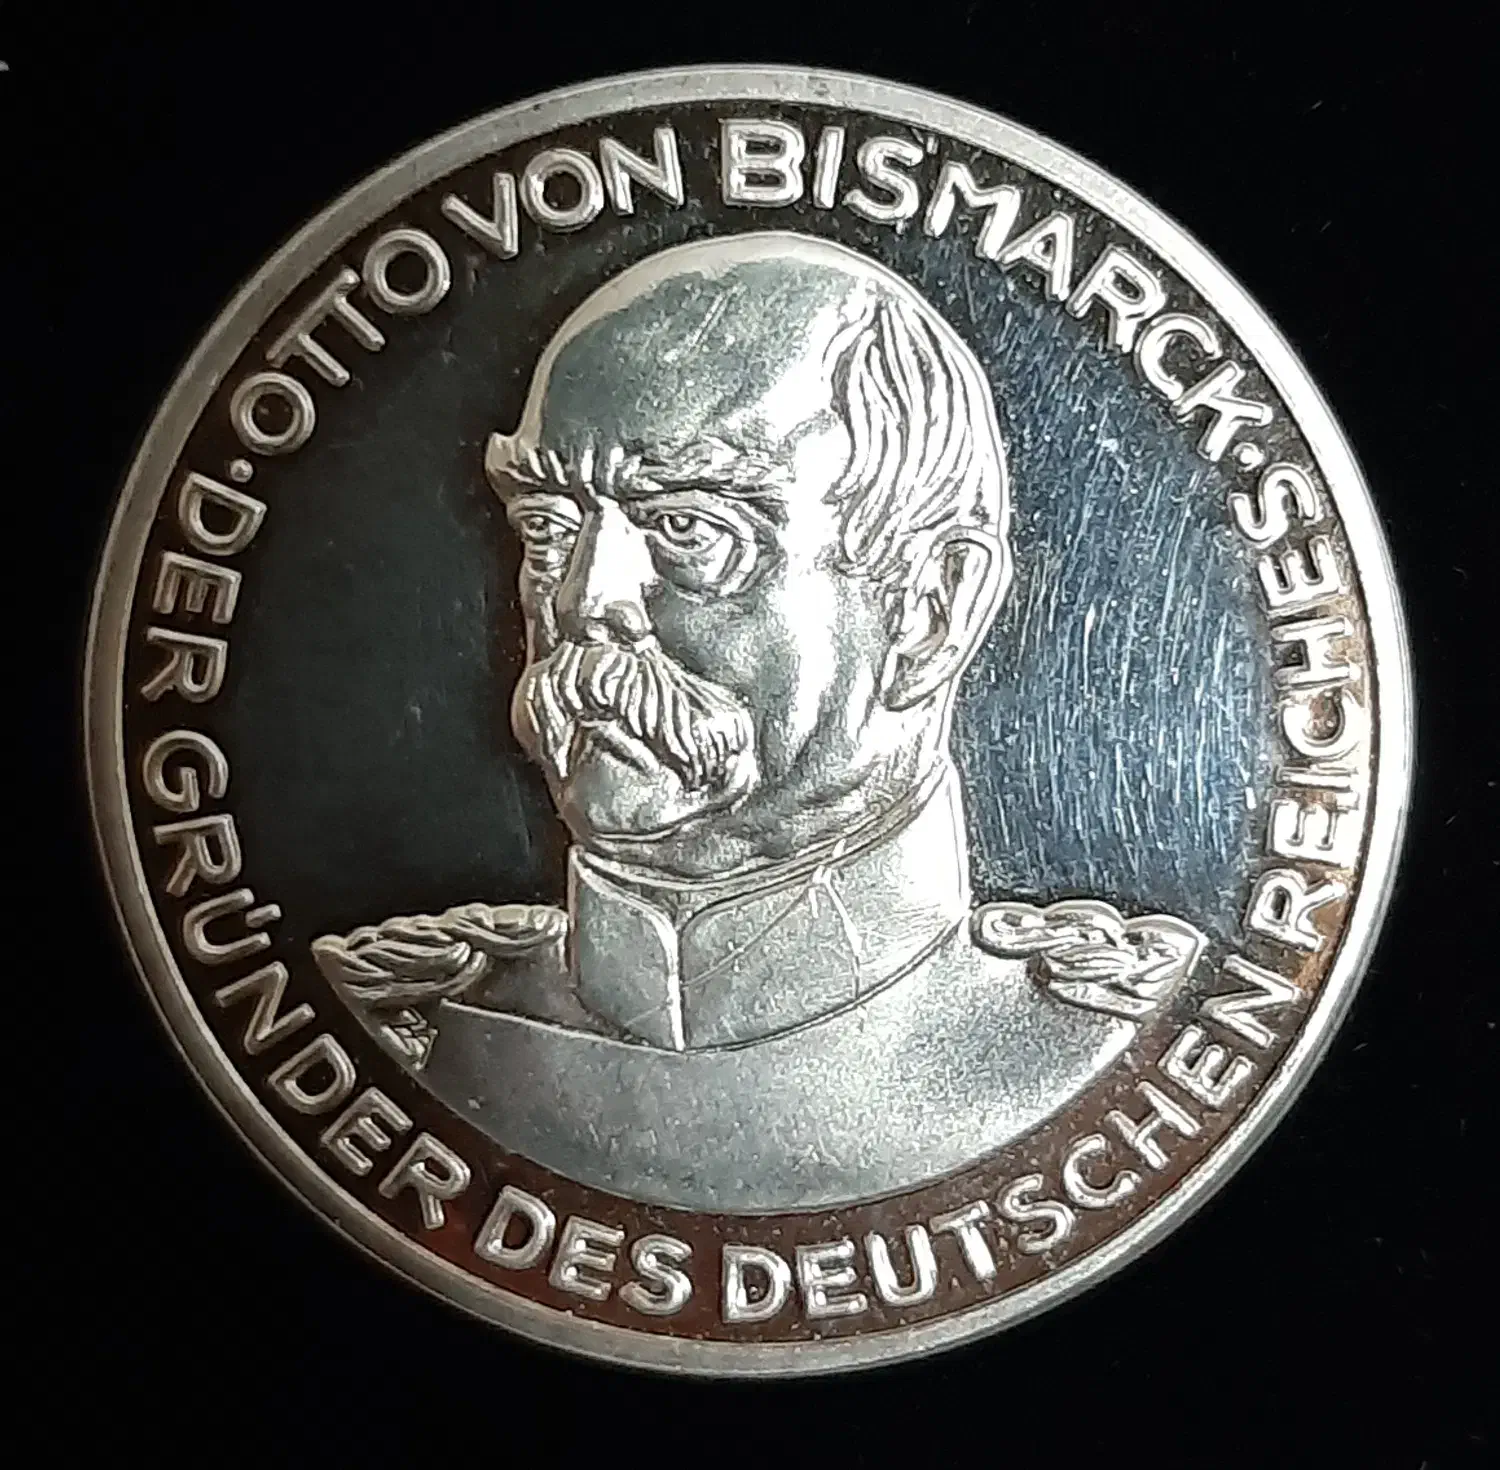 · OTTO VON BISMARCK ·
DER GRÜNDER DES DEUTSCHEN REICHES